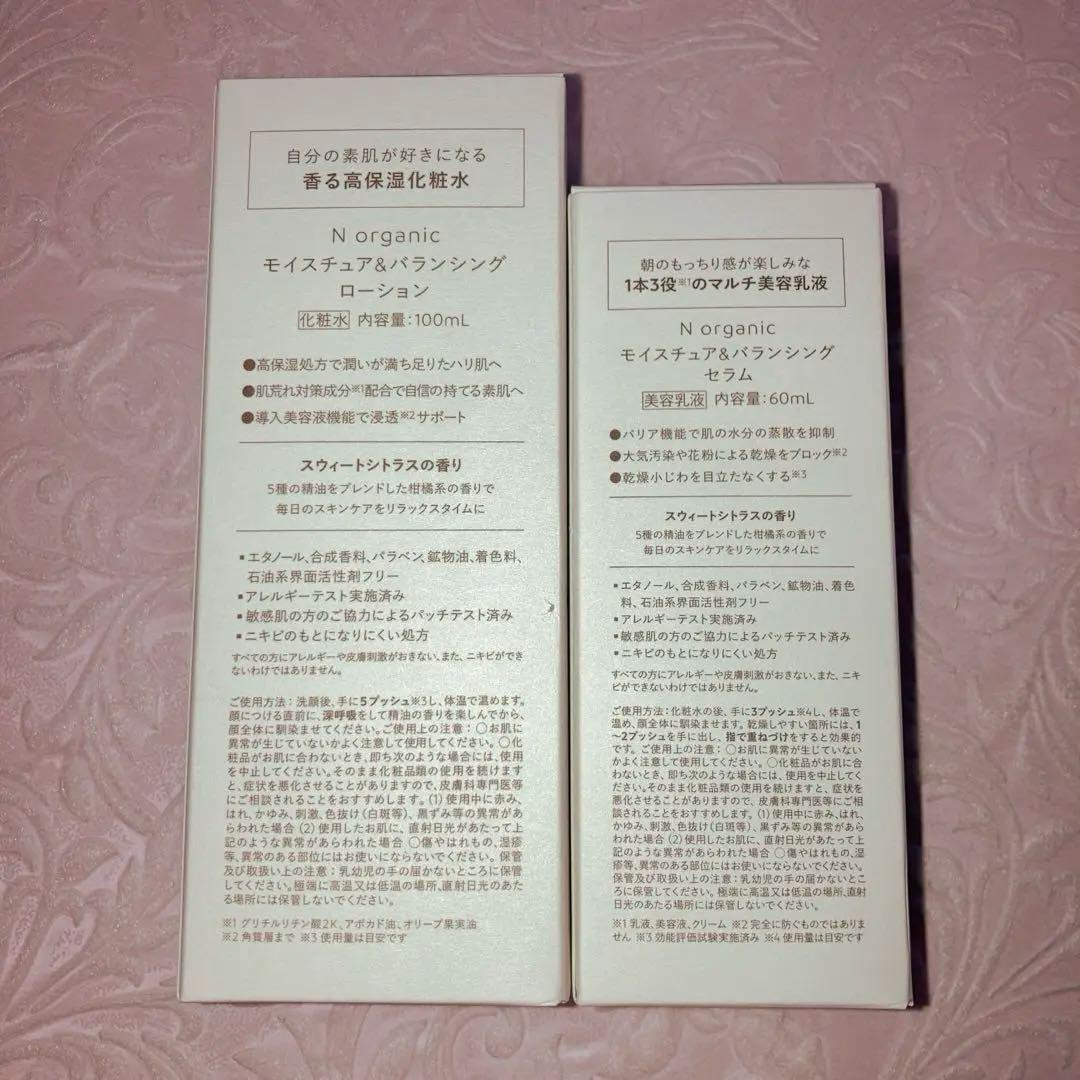 自分の素肌が好きになる
香る高保湿化粧水
N organic
モイスチュア&バランシング
ローション
化粧水 内容量:100mL
●高保湿処方で潤いが満ち足りたハリ肌へ
●肌荒れ対策成分※1配合で自信の持てる素肌へ
●導入美容液機能で浸透※2サポート
スウィートシトラスの香り
5種の精油をブレンドした柑橘系の香りで
毎日のスキンケアをリラックスタイムに
▪エタノール、合成香料、パラベン、鉱物油、着色料、
石油系界面活性剤フリー
▪アレルギーテスト実施済み
▪敏感肌の方のご協力によるパッチテスト済み
▪ニキビのもとになりにくい処方
すべての方にアレルギーや皮膚刺激がおきない、また、ニキビができ
ないわけではありません。
ご使用方法:洗顔後、手に5プッシュ※3し、体温で温めます。
顔につける直前に、深呼吸をして精油の香りを楽しんでから、
顔全体に馴染ませてください。ご使用上の注意:〇お肌に
異常が生じていないかよく注意して使用してください。〇化
粧品がお肌に合わないとき、即ち次のような場合には、使用
を中止してください。そのまま化粧品類の使用を続けます
と、症状を悪化させることがありますので、皮膚科専門医等
にご相談されることをおすすめします。(1)使用中に赤み、
はれ、かゆみ、刺激、色抜け(白斑等)、黒ずみ等の異常があ
らわれた場合(2)使用したお肌に、直射日光があたって上
記のような異常があらわれた場合 〇傷やはれもの、湿疹
等、異常のある部位にはお使いにならないでください。保管
及び取扱い上の注意:乳幼児の手の届かないところに保管
してください。極端に高温又は低温の場所、直射日光のあた
る場所には保管しないでください。
※1 グリチルリチン酸2K、アボカド油、オリーブ果実油
※2 角質層まで ※3 使用量は目安です
朝のもっちり感が楽しみな
1本3役※1のマルチ美容乳液
N organic
モイスチュア&バランシング
セラム
美容乳液 内容量:60mL
●バリア機能で肌の水分の蒸散を抑制
●大気汚染や花粉による乾燥をブロック※2
●乾燥小じわを目立たなくする※3
スウィートシトラスの香り
5種の精油をブレンドした柑橘系の香りで
毎日のスキンケアをリラックスタイムに
▪エタノール、合成香料、パラベン、鉱物油、着色
料、石油系界面活性剤フリー
▪アレルギーテスト実施済み
▪敏感肌の方のご協力によるパッチテスト済み
▪ニキビのもとになりにくい処方
すべての方にアレルギーや皮膚刺激がおきない、また、ニキ
ビができないわけではありません。
ご使用方法:化粧水の後、手に3プッシュ※4し、体温で
温め、顔全体に馴染ませます。乾燥しやすい箇所には、1
〜2プッシュを手に出し、指で重ねづけをすると効果的
です。ご使用上の注意:〇お肌に異常が生じていない
かよく注意して使用してください。〇化粧品がお肌に合
わないとき、即ち次のような場合には、使用を中止してく
ださい。そのまま化粧品類の使用を続けますと、症状を
悪化させることがありますので、皮膚科専門医等にご相
談されることをおすすめします。(1)使用中に赤み、はれ、
かゆみ、刺激、色抜け(白斑等)、黒ずみ等の異常があら
われた場合(2)使用したお肌に、直射日光があたって上
記のような異常があらわれた場合 〇傷やはれもの、湿
疹等、異常のある部位にはお使いにならないでください。
保管及び取扱い上の注意:乳幼児の手の届かないとこ
ろに保管してください。極端に高温又は低温の場所、直射
日光のあたる場所には保管しないでください。
※1 乳液、美容液、クリーム ※2 完全に防ぐものではありま
せん ※3 効能評価試験実施済み ※4 使用量は目安です